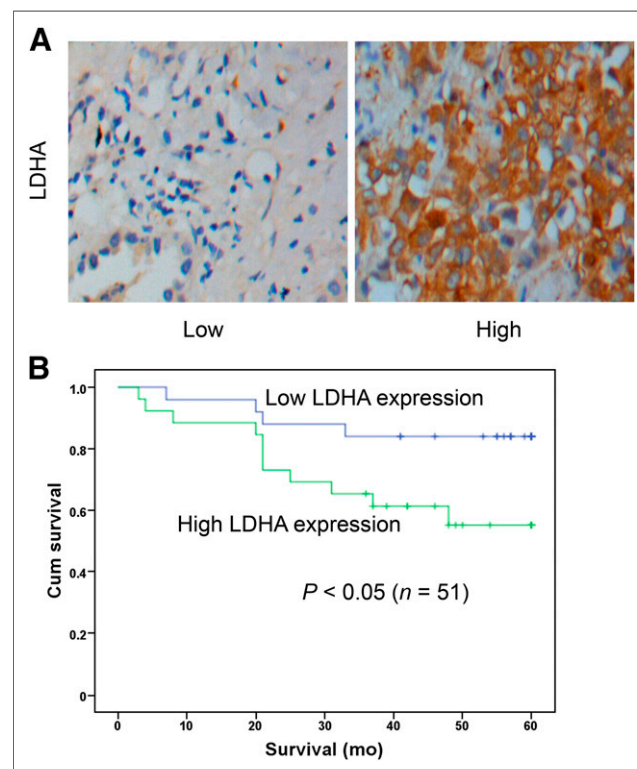 A
LDHA
Low
High
B
Cum survival
1.0
0.8
0.6
0.4
0.2
0
Low LDHA expression
High LDHA expression
P < 0.05 (n = 51)
0 10 20 30 40 50 60
Survival (mo)